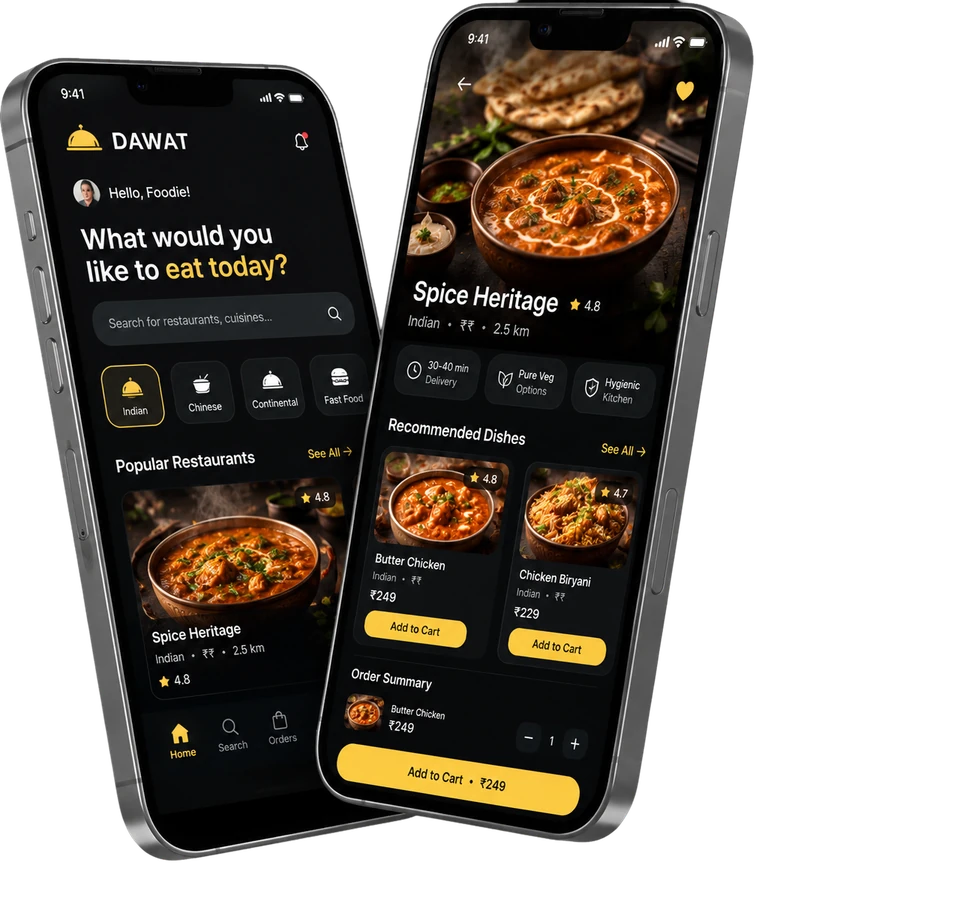 9:41
DAWAT
Hello, Foodie!
What would you
like to eat today?
Search for restaurants, cuisines...
Indian
Chinese
Continental
Fast Food
Popular Restaurants
See All →
4.8
Spice Heritage
Indian • ₹₹ • 2.5 km
4.8
Home
Search
Orders
9:41
Spice Heritage
4.8
Indian • ₹₹ • 2.5 km
30-40 min
Delivery
Pure Veg
Options
Hygienic
Kitchen
Recommended Dishes
See All →
4.8
Butter Chicken
Indian • ₹₹
₹249
Add to Cart
4.7
Chicken Biryani
Indian • ₹₹
₹229
Add to Cart
Order Summary
Butter Chicken
₹249
− 1 +
Add to Cart • ₹249